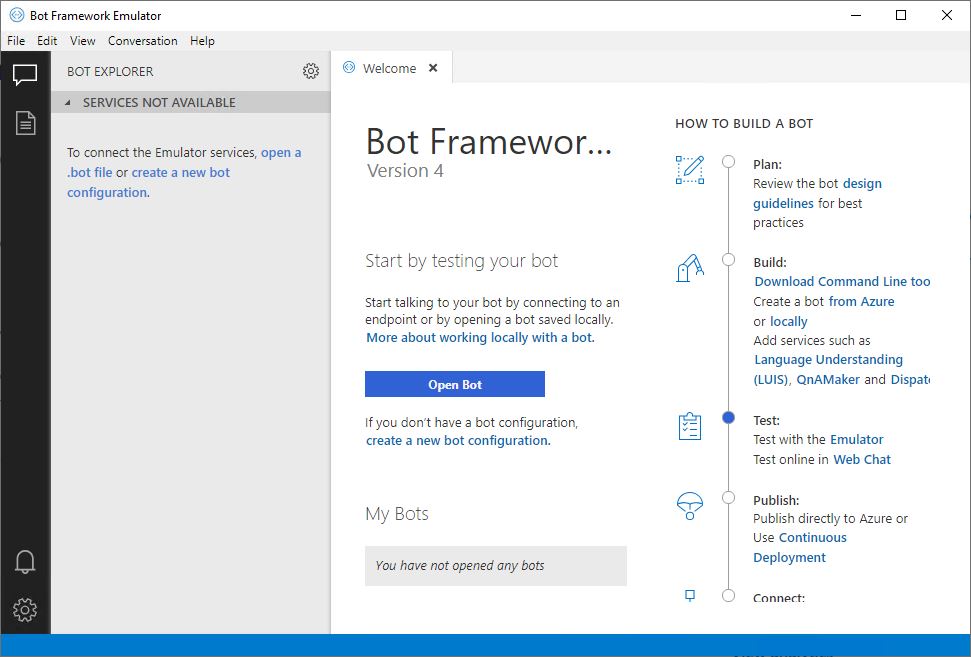 Bot Framework Emulator
File Edit View Conversation Help
BOT EXPLORER
SERVICES NOT AVAILABLE
To connect the Emulator services, open a
.bot file or create a new bot
configuration.
Welcome
Bot Framewor...
Version 4
Start by testing your bot
Start talking to your bot by connecting to an
endpoint or by opening a bot saved locally.
More about working locally with a bot.
Open Bot
If you don't have a bot configuration,
create a new bot configuration.
My Bots
You have not opened any bots
HOW TO BUILD A BOT
Plan:
Review the bot design
guidelines for best
practices
Build:
Download Command Line too
Create a bot from Azure
or locally
Add services such as
Language Understanding
(LUIS), QnAMaker and Dispatc
Test:
Test with the Emulator
Test online in Web Chat
Publish:
Publish directly to Azure or
Use Continuous
Deployment
Connect: